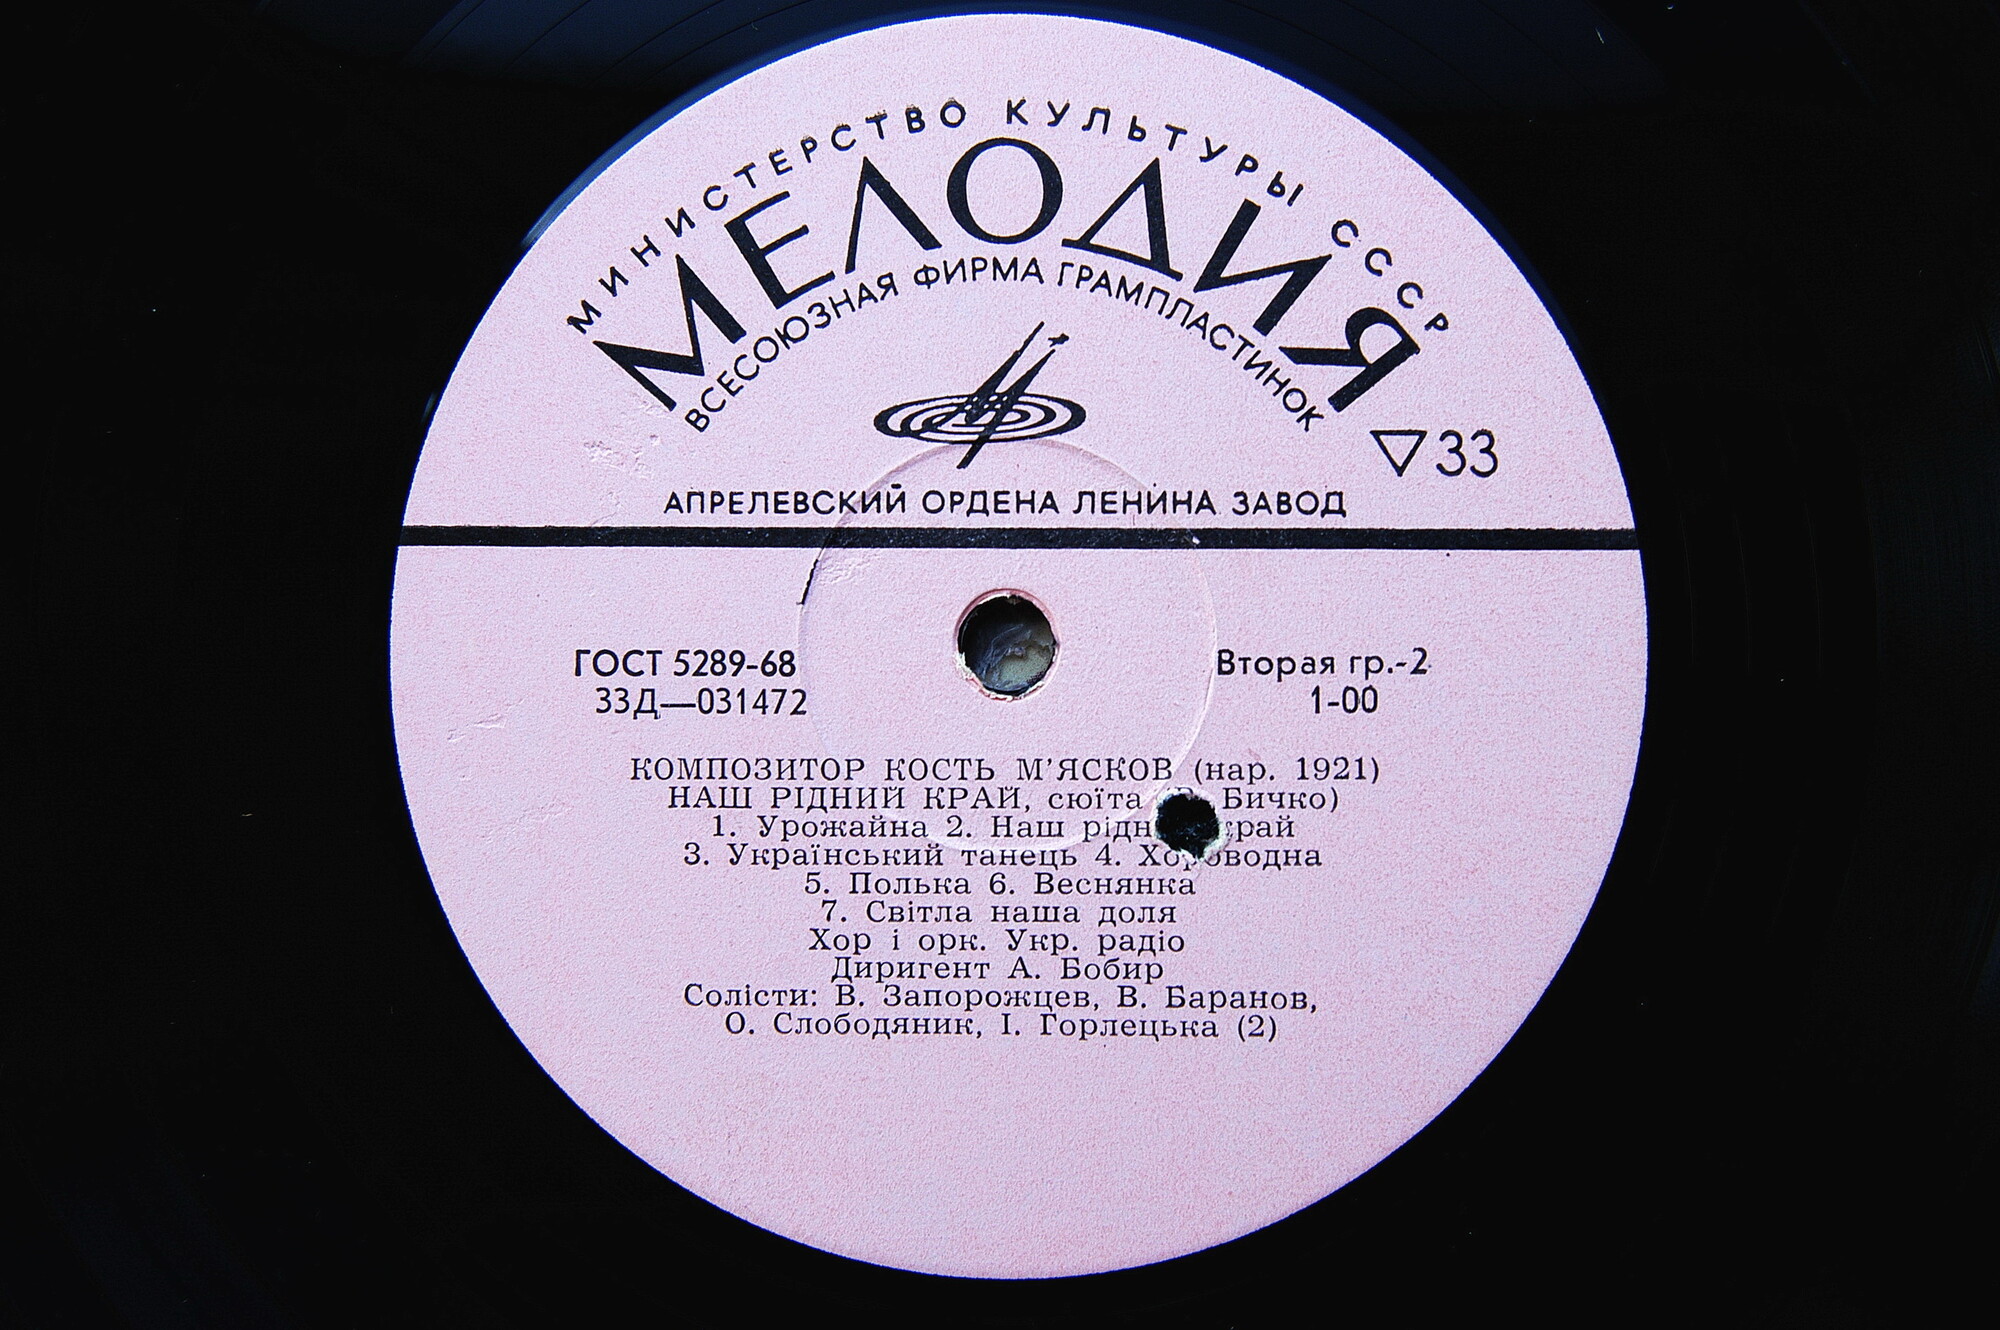 МИНИСТЕРСТВО КУЛЬТУРЫ СССР
МЕЛОДИЯ
ВСЕСОЮЗНАЯ ФИРМА ГРАМПЛАСТИНОК
▽33
АПРЕЛЕВСКИЙ ОРДЕНА ЛЕНИНА ЗАВОД
ГОСТ 5289-68
33Д—031472
Вторая гр.-2
1-00
КОМПОЗИТОР КОСТЬ М'ЯСКОВ (нар. 1921)
НАШ РІДНИЙ КРАЙ, сюїта Бичко)
1. Урожайна 2. Наш край
3. Український танець 4. Хороводна
5. Полька 6. Веснянка
7. Світла наша доля
Хор і орк. Укр. радіо
Диригент А. Бобир
Солісти: В. Запорожцев, В. Баранов,
О. Слободяник, І. Горлецька (2)